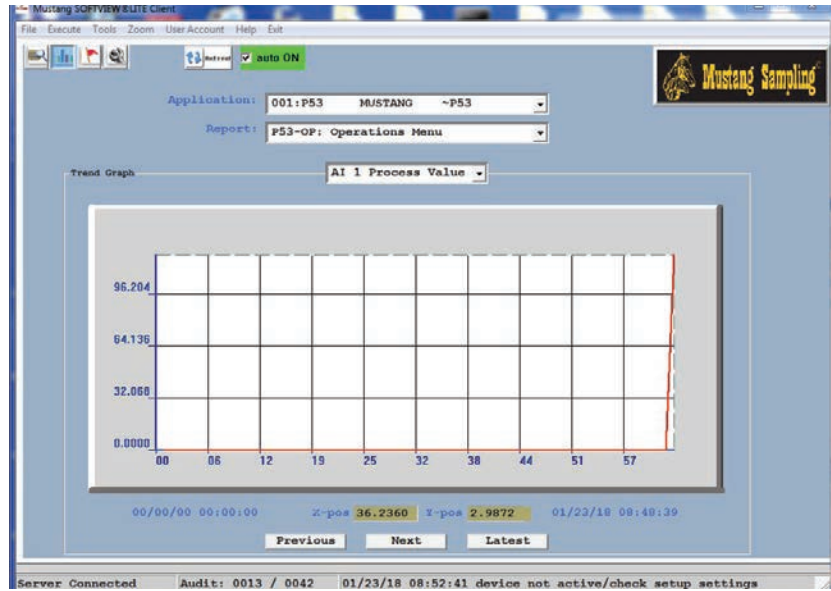 Mustang SOFTVIEW 8 LITE Client
File Execute Tools Zoom User Account Help Exit
auto ON
Mustang Sampling
Application: 001:P53 MUSTANG ~P53
Report: P53-OP: Operations Menu
Trend Graph
AI 1 Process Value
96.204
64.136
32.068
0.0000
00 06 12 19 25 32 38 44 51 57
00/00/00 00:00:00 X-pos 36.2360 Y-pos 2.9872 01/23/18 08:48:39
Previous Next Latest
Server Connected Audit: 0013 / 0042 01/23/18 08:52:41 device not active/check setup settings